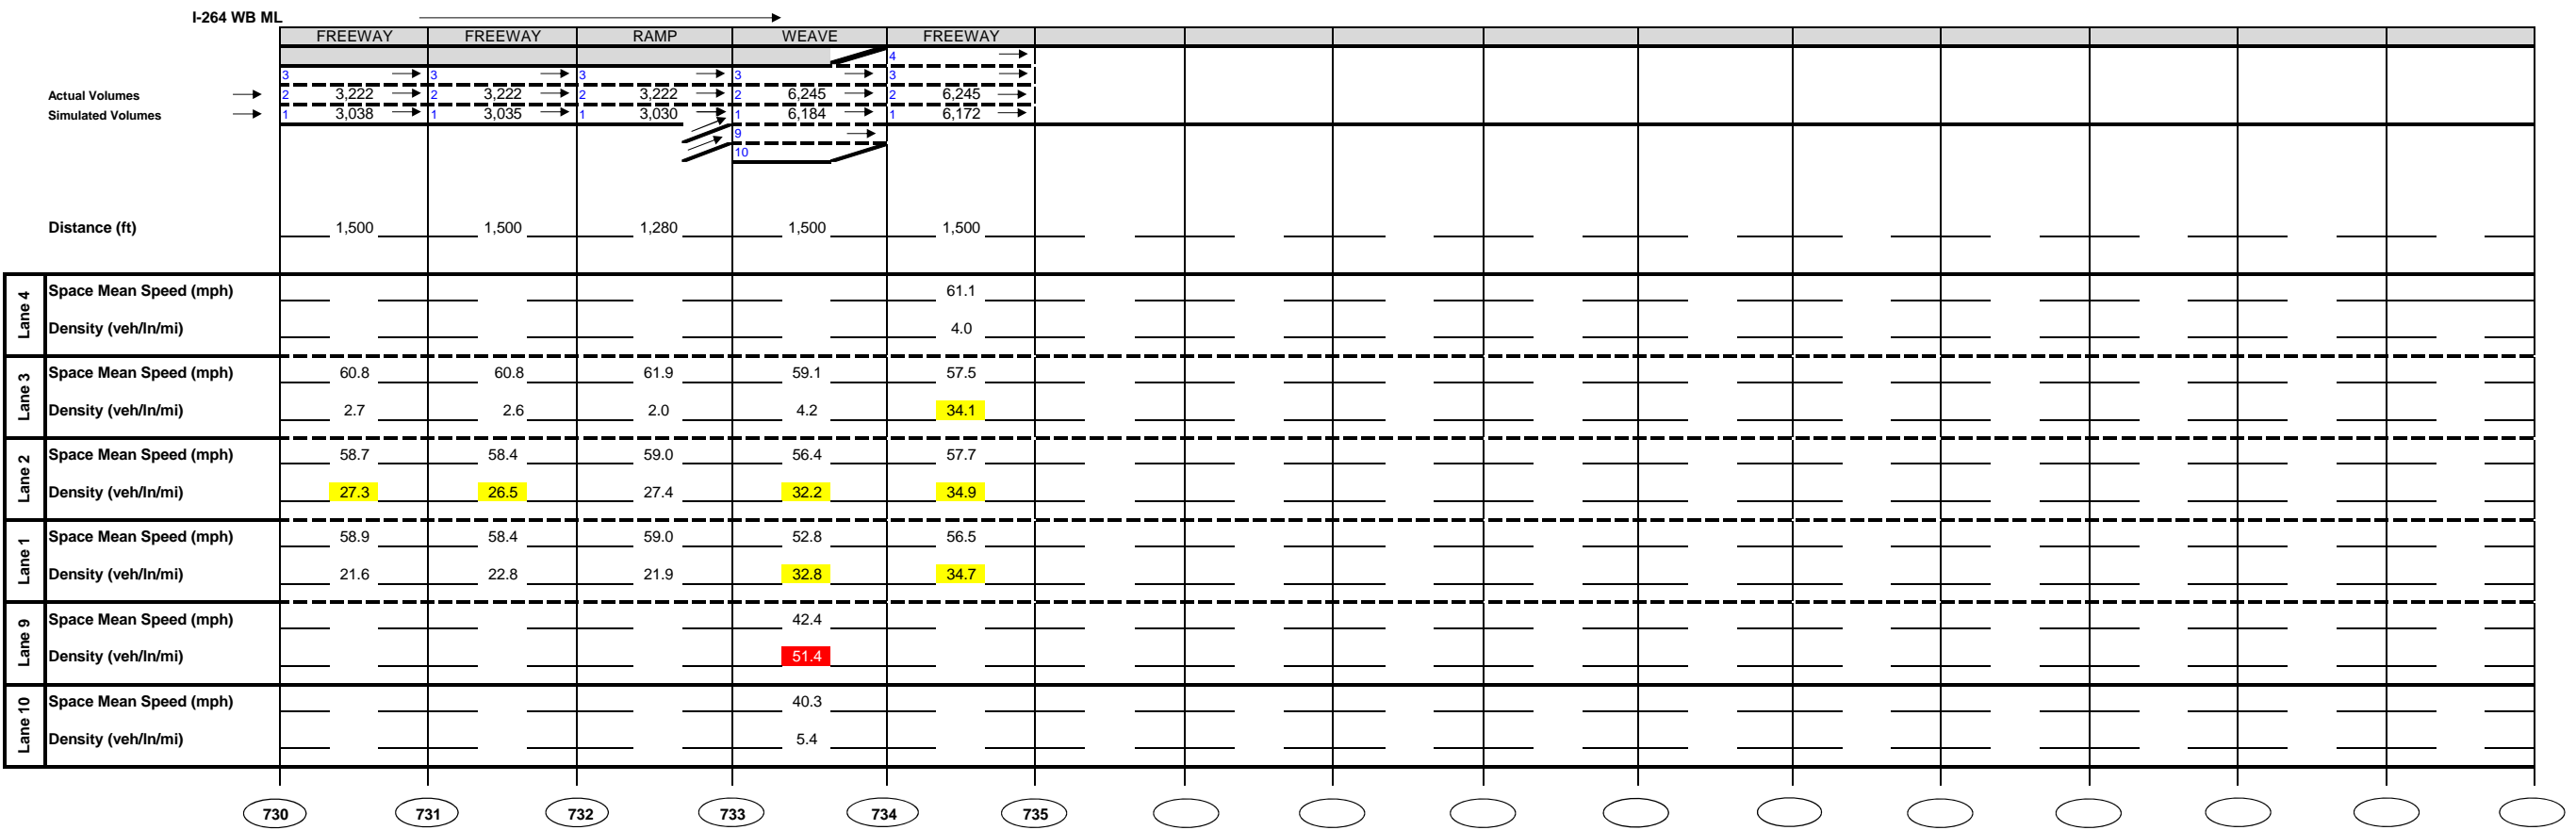 I-264 WB ML
FREEWAY FREEWAY RAMP WEAVE FREEWAY
4
3 3 3 3 3
Actual Volumes 2 3,222 2 3,222 2 3,222 2 6,245 2 6,245
Simulated Volumes 1 3,038 1 3,035 1 3,030 1 6,184 1 6,172
9
10
Distance (ft) 1,500 1,500 1,280 1,500 1,500
Lane 4
Space Mean Speed (mph) 61.1
Density (veh/ln/mi) 4.0
Lane 3
Space Mean Speed (mph) 60.8 60.8 61.9 59.1 57.5
Density (veh/ln/mi) 2.7 2.6 2.0 4.2 34.1
Lane 2
Space Mean Speed (mph) 58.7 58.4 59.0 56.4 57.7
Density (veh/ln/mi) 27.3 26.5 27.4 32.2 34.9
Lane 1
Space Mean Speed (mph) 58.9 58.4 59.0 52.8 56.5
Density (veh/ln/mi) 21.6 22.8 21.9 32.8 34.7
Lane 9
Space Mean Speed (mph) 42.4
Density (veh/ln/mi) 51.4
Lane 10
Space Mean Speed (mph) 40.3
Density (veh/ln/mi) 5.4
730 731 732 733 734 735